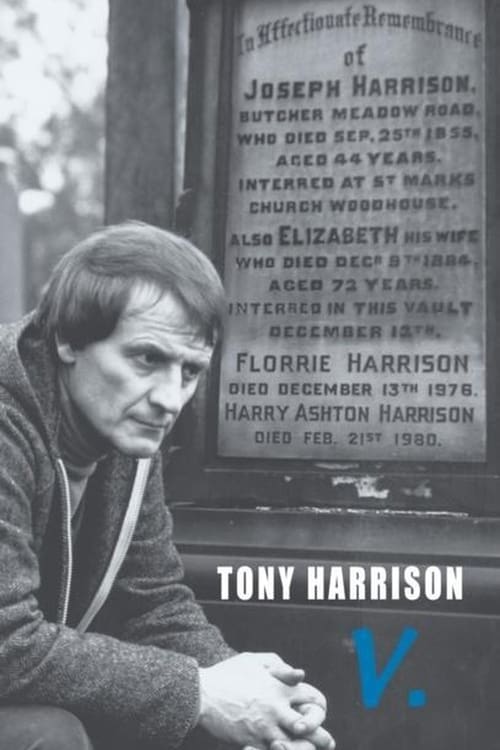 In Affectionate Remembrance
of
JOSEPH HARRISON,
BUTCHER MEADOW ROAD,
WHO DIED SEP. 25TH 1855,
AGED 44 YEARS.
INTERRED AT ST MARKS
CHURCH WOODHOUSE.
ALSO ELIZABETH HIS WIFE
WHO DIED DECR 8TH 1884,
AGED 72 YEARS.
INTERRED IN THIS VAULT
DECEMBER 12TH.
FLORRIE HARRISON
DIED DECEMBER 13TH 1976.
HARRY ASHTON HARRISON
DIED FEB. 21ST 1980.
TONY HARRISON
V.